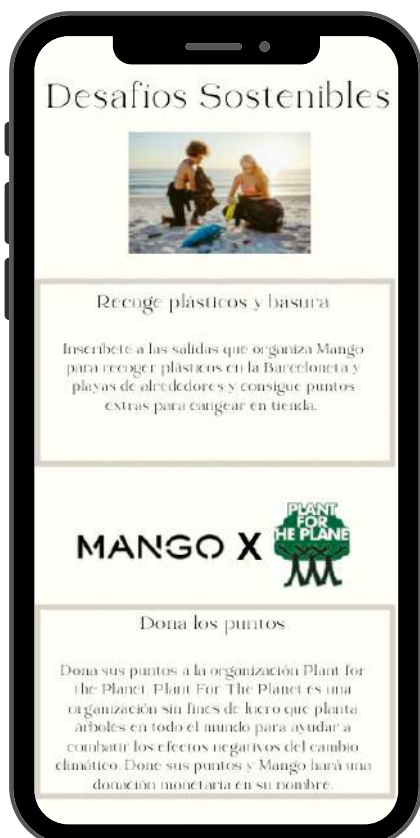 Desafíos Sostenibles
Recoge plásticos y basura
Inscríbete a las salidas que organiza Mango
para recoger plásticos en la Barceloneta y
playas de alrededores y consigue puntos
extras para cangear en tienda.
MANGO X
PLANT
FOR
HE PLANE
Dona los puntos
Dona sus puntos a la organización Plant for
the Planet. Plant For The Planet es una
organización sin fines de lucro que planta
árboles en todo el mundo para ayudar a
combatir los efectos negativos del cambio
climático. Done sus puntos y Mango hará una
donación monetaria en su nombre.